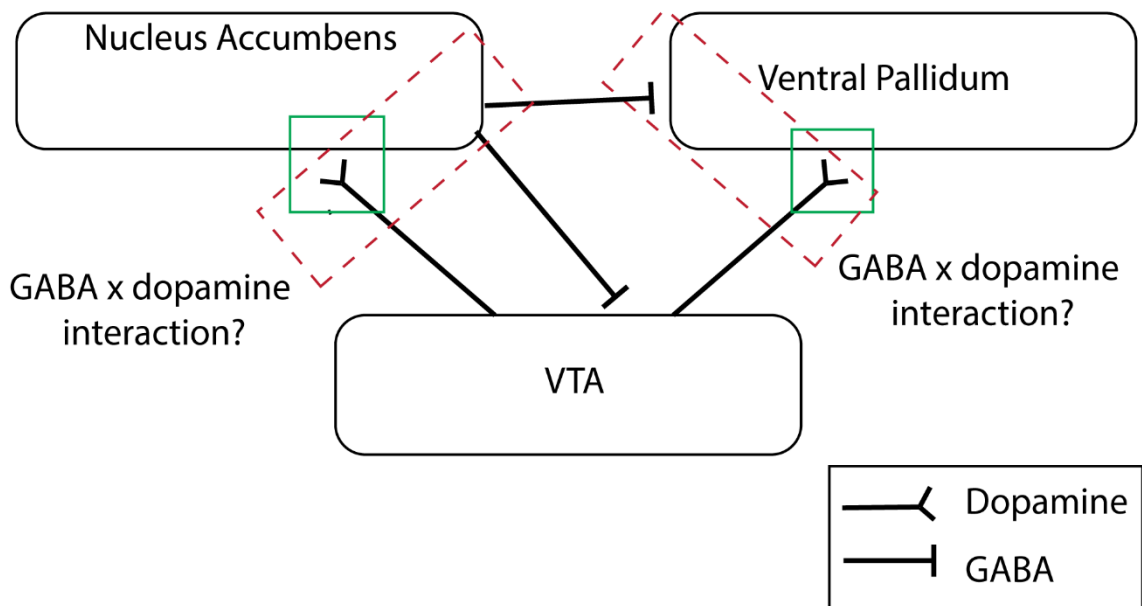 Nucleus Accumbens
Ventral Pallidum
GABA x dopamine
interaction?
GABA x dopamine
interaction?
VTA
Dopamine
GABA